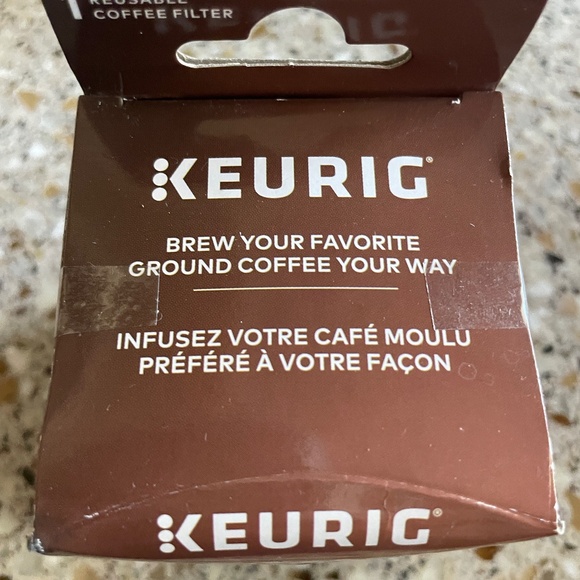 1 REUSABLE
COFFEE FILTER
KEURIG®
BREW YOUR FAVORITE
GROUND COFFEE YOUR WAY
INFUSEZ VOTRE CAFÉ MOULU
PRÉFÉRÉ À VOTRE FAÇON
KEURIG®